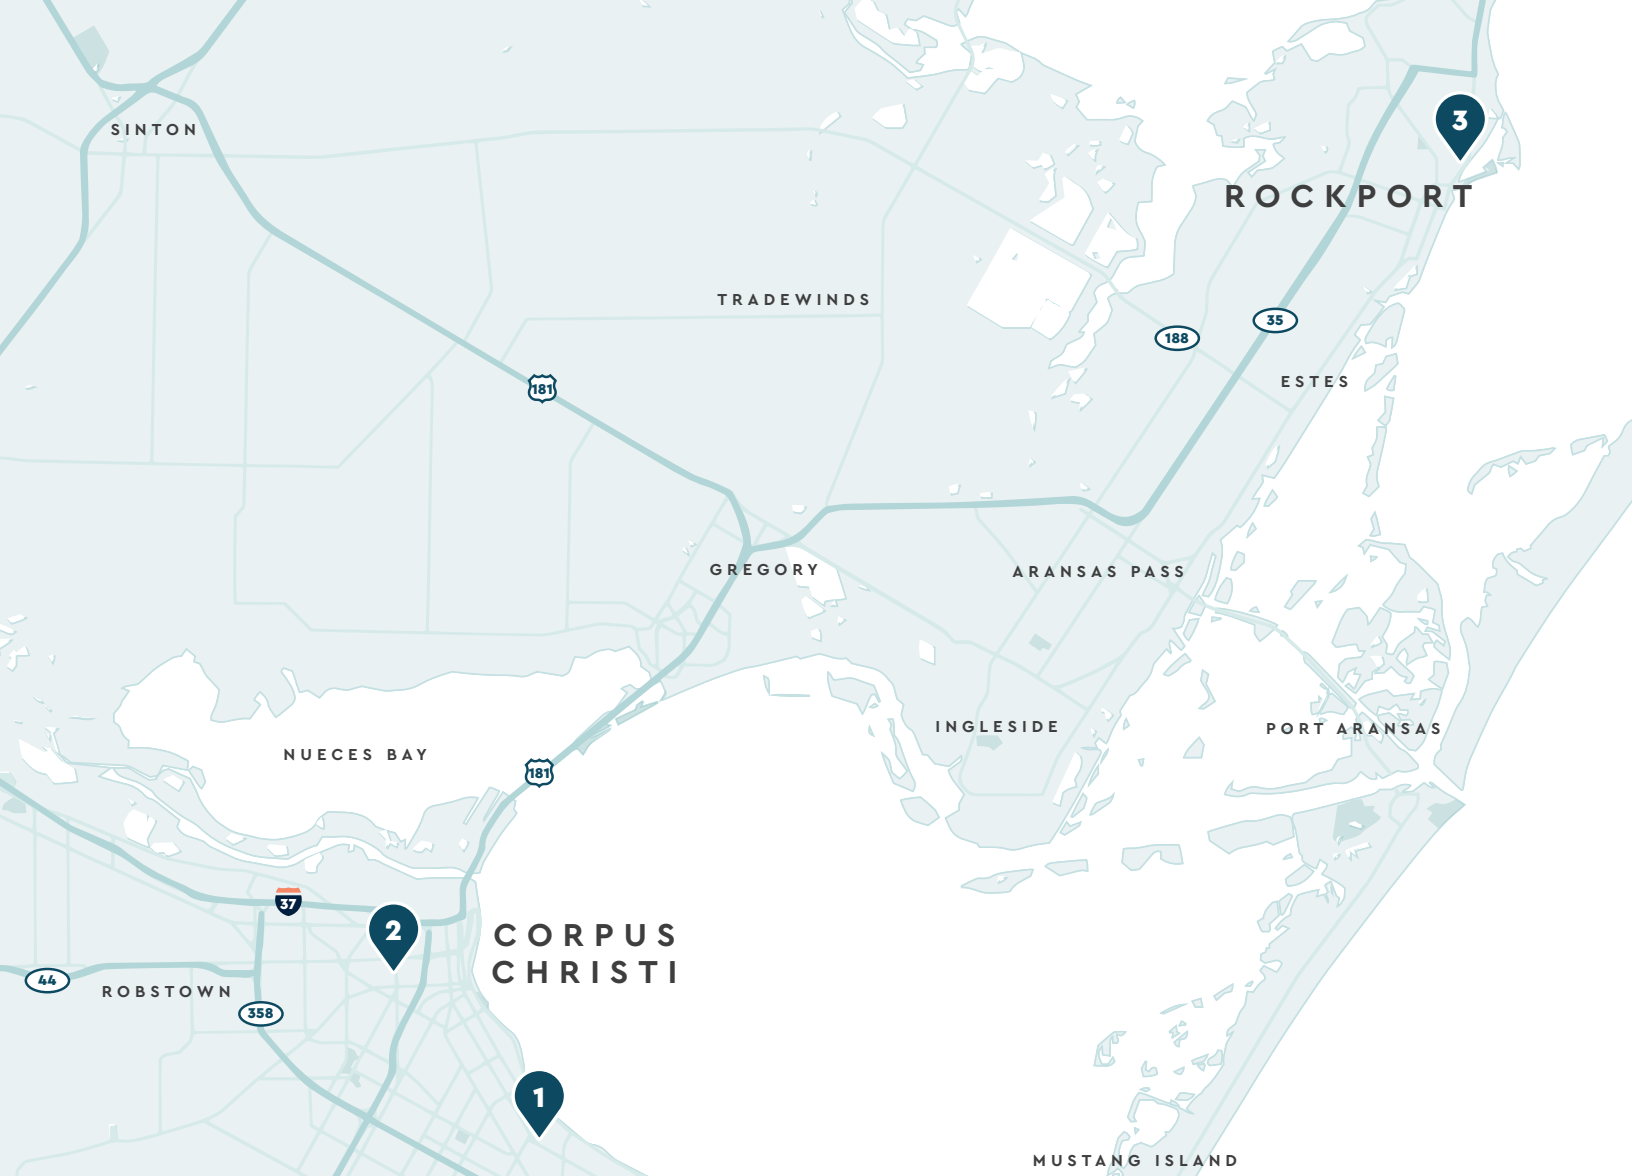 3
SINTON
ROCKPORT
TRADEWINDS
35
188
ESTES
181
GREGORY
ARANSAS PASS
INGLESIDE
PORT ARANSAS
NUECES BAY
181
37
2
CORPUS
CHRISTI
44
ROBSTOWN
358
1
MUSTANG ISLAND